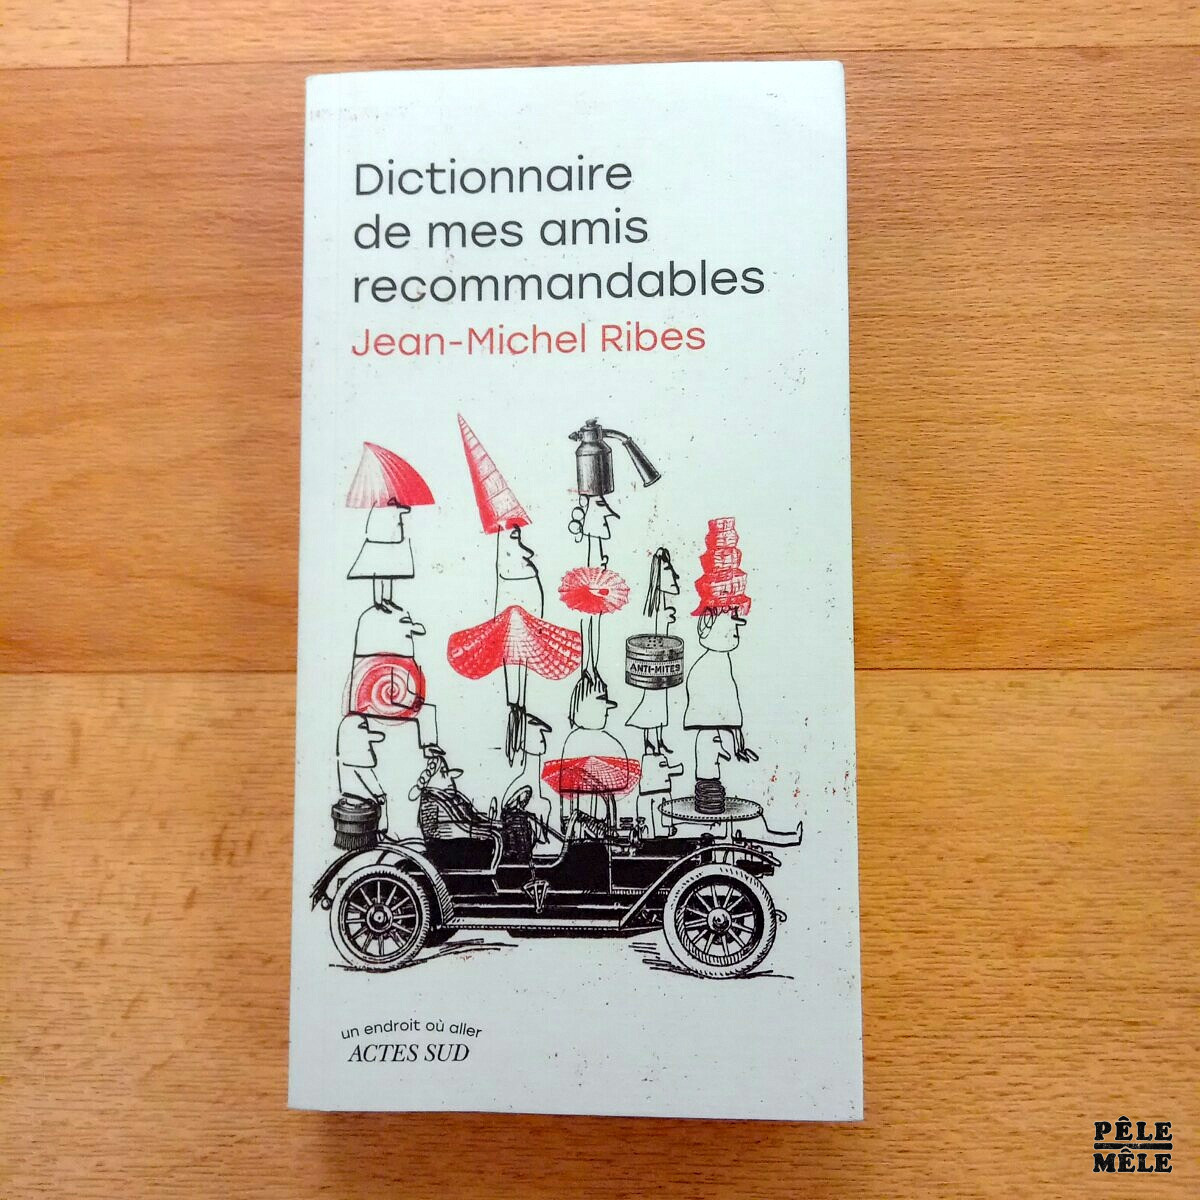 Dictionnaire
de mes amis
recommandables
Jean-Michel Ribes
ANTI-MITES
un endroit où aller
ACTES SUD
PÊLE
MÊLE